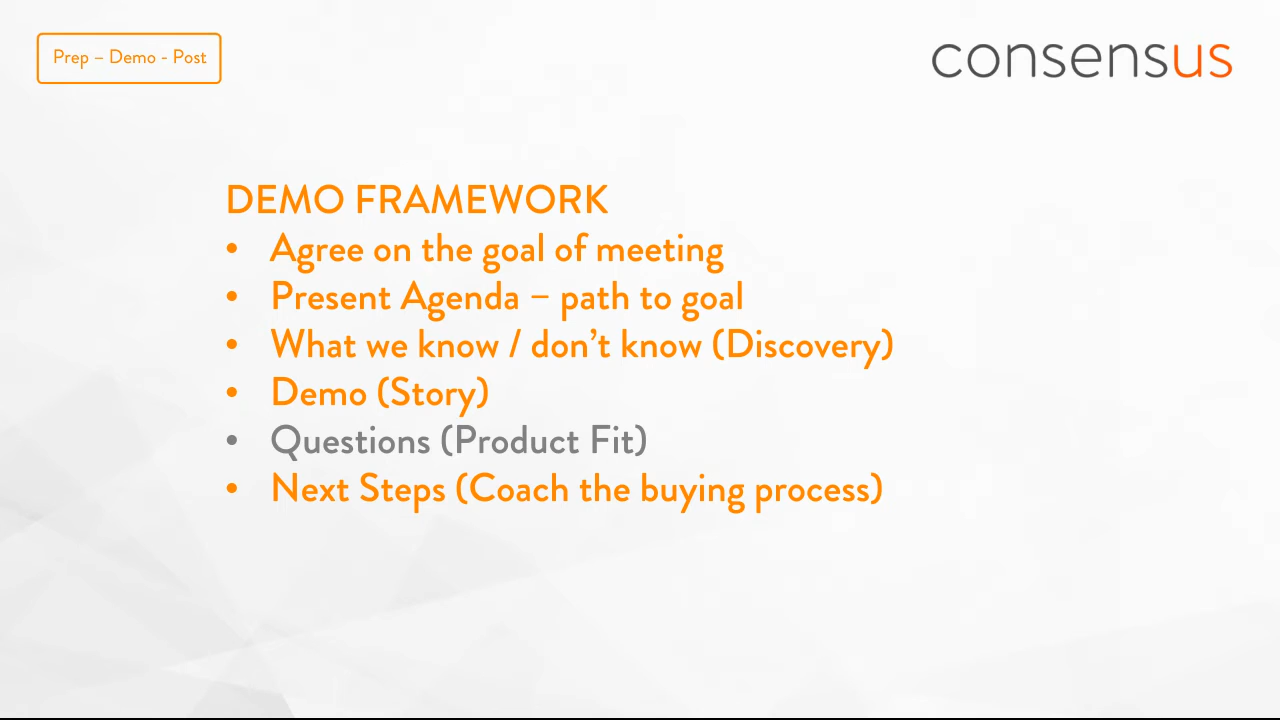 Prep – Demo - Post
consensus
DEMO FRAMEWORK
• Agree on the goal of meeting
• Present Agenda – path to goal
• What we know / don’t know (Discovery)
• Demo (Story)
• Questions (Product Fit)
• Next Steps (Coach the buying process)